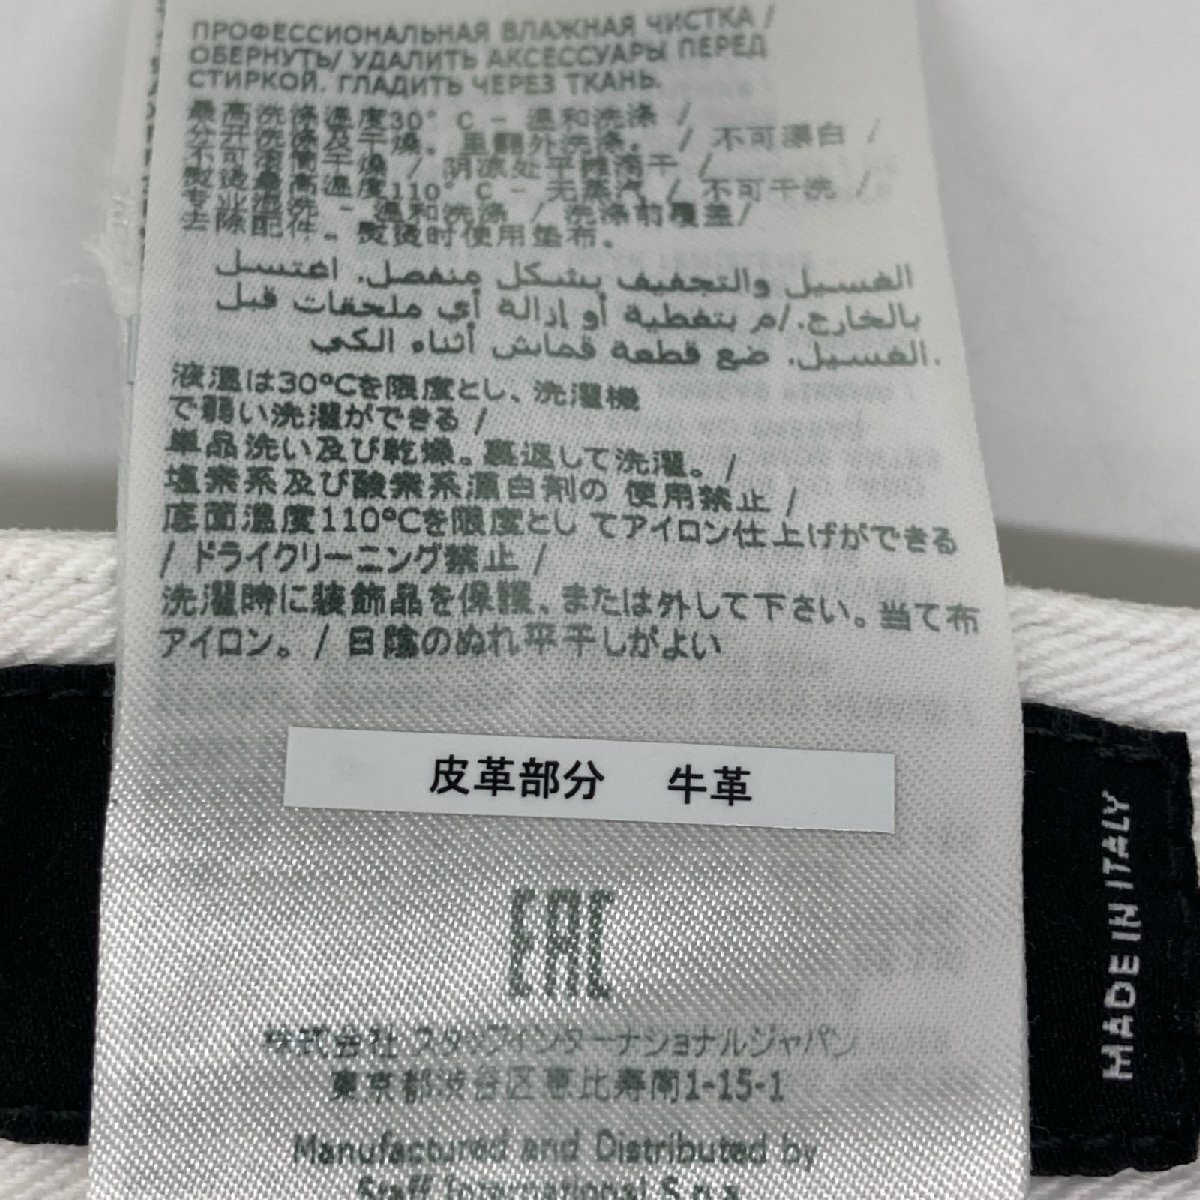 ПРОФЕССИОНАЛЬНАЯ ВЛАЖНАЯ ЧИСТКА /
ОБЕРНУТЬ/ УДАЛИТЬ АКСЕССУАРЫ ПЕРЕД
СТИРКОЙ. ГЛАДИТЬ ЧЕРЕЗ ТКАНЬ.
最高洗涤温度30° C - 温和洗涤 /
分开洗涤及干燥。里翻外洗涤。 / 不可漂白 /
不可滚筒干燥 / 阴凉处平摊滴干 /
熨烫最高温度110° C - 无蒸汽 / 不可干洗 /
专业湿洗 - 温和洗涤 / 洗涤前覆盖/
去除配件。熨烫时使用垫布。
الغسيل والتجفيف بشكل منفصل. اغتسل
بالخارج./م بتغطية أو إزالة أي ملحقات قبل
الغسيل. ضع قطعة قماش أثناء الكي.
液温は30℃を限度とし、洗濯機
で弱い洗濯ができる /
単品洗い及び乾燥。裏返して洗濯。 /
塩素系及び酸素系漂白剤の 使用禁止 /
底面温度110℃を限度とし てアイロン仕上げができる
/ ドライクリーニング禁止 /
洗濯時に装飾品を保護、または外して下さい。当て布
アイロン。 / 日陰のぬれ平干しがよい
皮革部分 牛革
EAC
株式会社 スタッフインターナショナルジャパン
東京都渋谷区恵比寿南1-15-1
Manufactured and Distributed by
Staff International S.p.a.
MADE IN ITALY